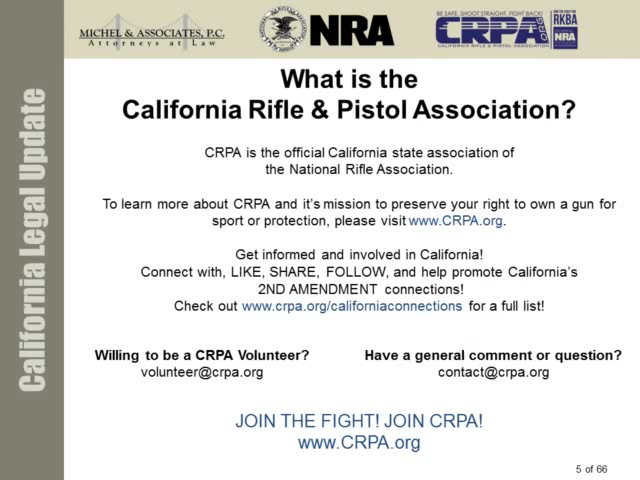 MICHEL & ASSOCIATES, P.C.
Attorneys at Law
NRA
BE SAFE. SHOOT STRAIGHT. FIGHT BACK!
CRPA.ORG
CALIFORNIA RIFLE & PISTOL ASSOCIATION
RKBA
NRA
California Legal Update
What is the
California Rifle & Pistol Association?
CRPA is the official California state association of
the National Rifle Association.
To learn more about CRPA and it's mission to preserve your right to own a gun for
sport or protection, please visit www.CRPA.org.
Get informed and involved in California!
Connect with, LIKE, SHARE, FOLLOW, and help promote California's
2ND AMENDMENT connections!
Check out www.crpa.org/californiaconnections for a full list!
Willing to be a CRPA Volunteer?
volunteer@crpa.org
Have a general comment or question?
contact@crpa.org
JOIN THE FIGHT! JOIN CRPA!
www.CRPA.org
5 of 66